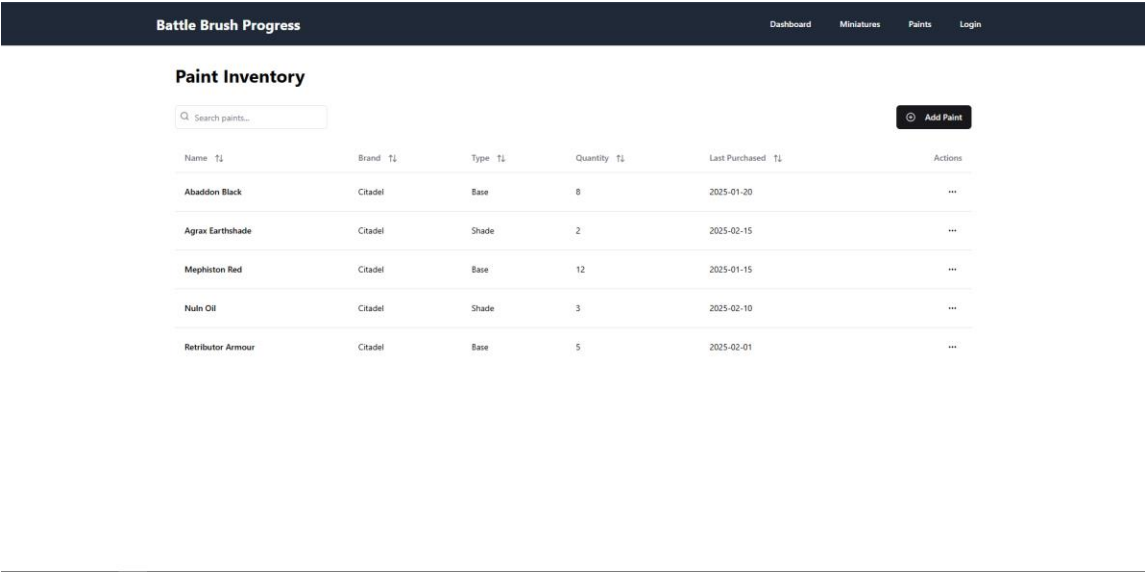 Battle Brush Progress Dashboard Miniatures Paints Login
Paint Inventory
Search paints... Add Paint
Name Brand Type Quantity Last Purchased Actions
Abaddon Black Citadel Base 8 2025-01-20 ...
Agrax Earthshade Citadel Shade 2 2025-02-15 ...
Mephiston Red Citadel Base 12 2025-01-15 ...
Nuln Oil Citadel Shade 3 2025-02-10 ...
Retributor Armour Citadel Base 5 2025-02-01 ...